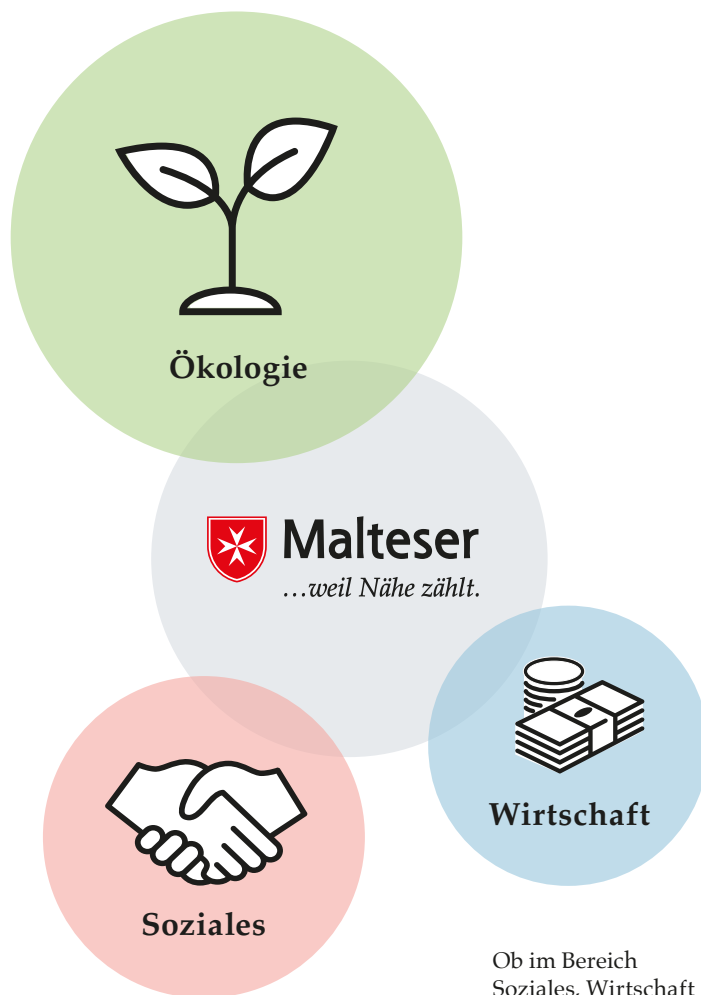 Ökologie
Malteser
…weil Nähe zählt.
Wirtschaft
Soziales
Ob im Bereich
Soziales, Wirtschaft